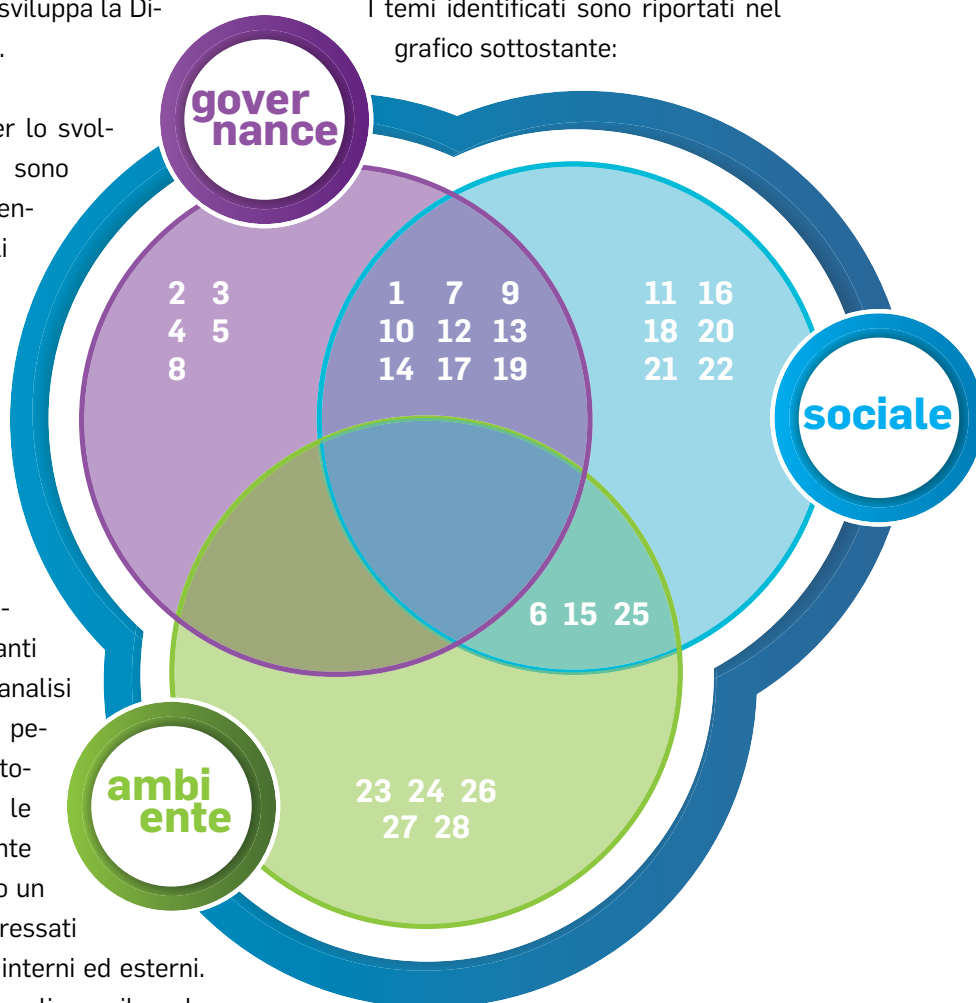 sviluppa la Di-
.
er lo svol-
sono
en-
i
-
anti
analisi
pe-
to-
le
nte
o un
ressati
interni ed esterni.
I temi identificati sono riportati nel
grafico sottostante:
gover
nance
2 3
4 5
8
1 7 9
10 12 13
14 17 19
11 16
18 20
21 22
sociale
6 15 25
ambi
ente
23 24 26
27 28